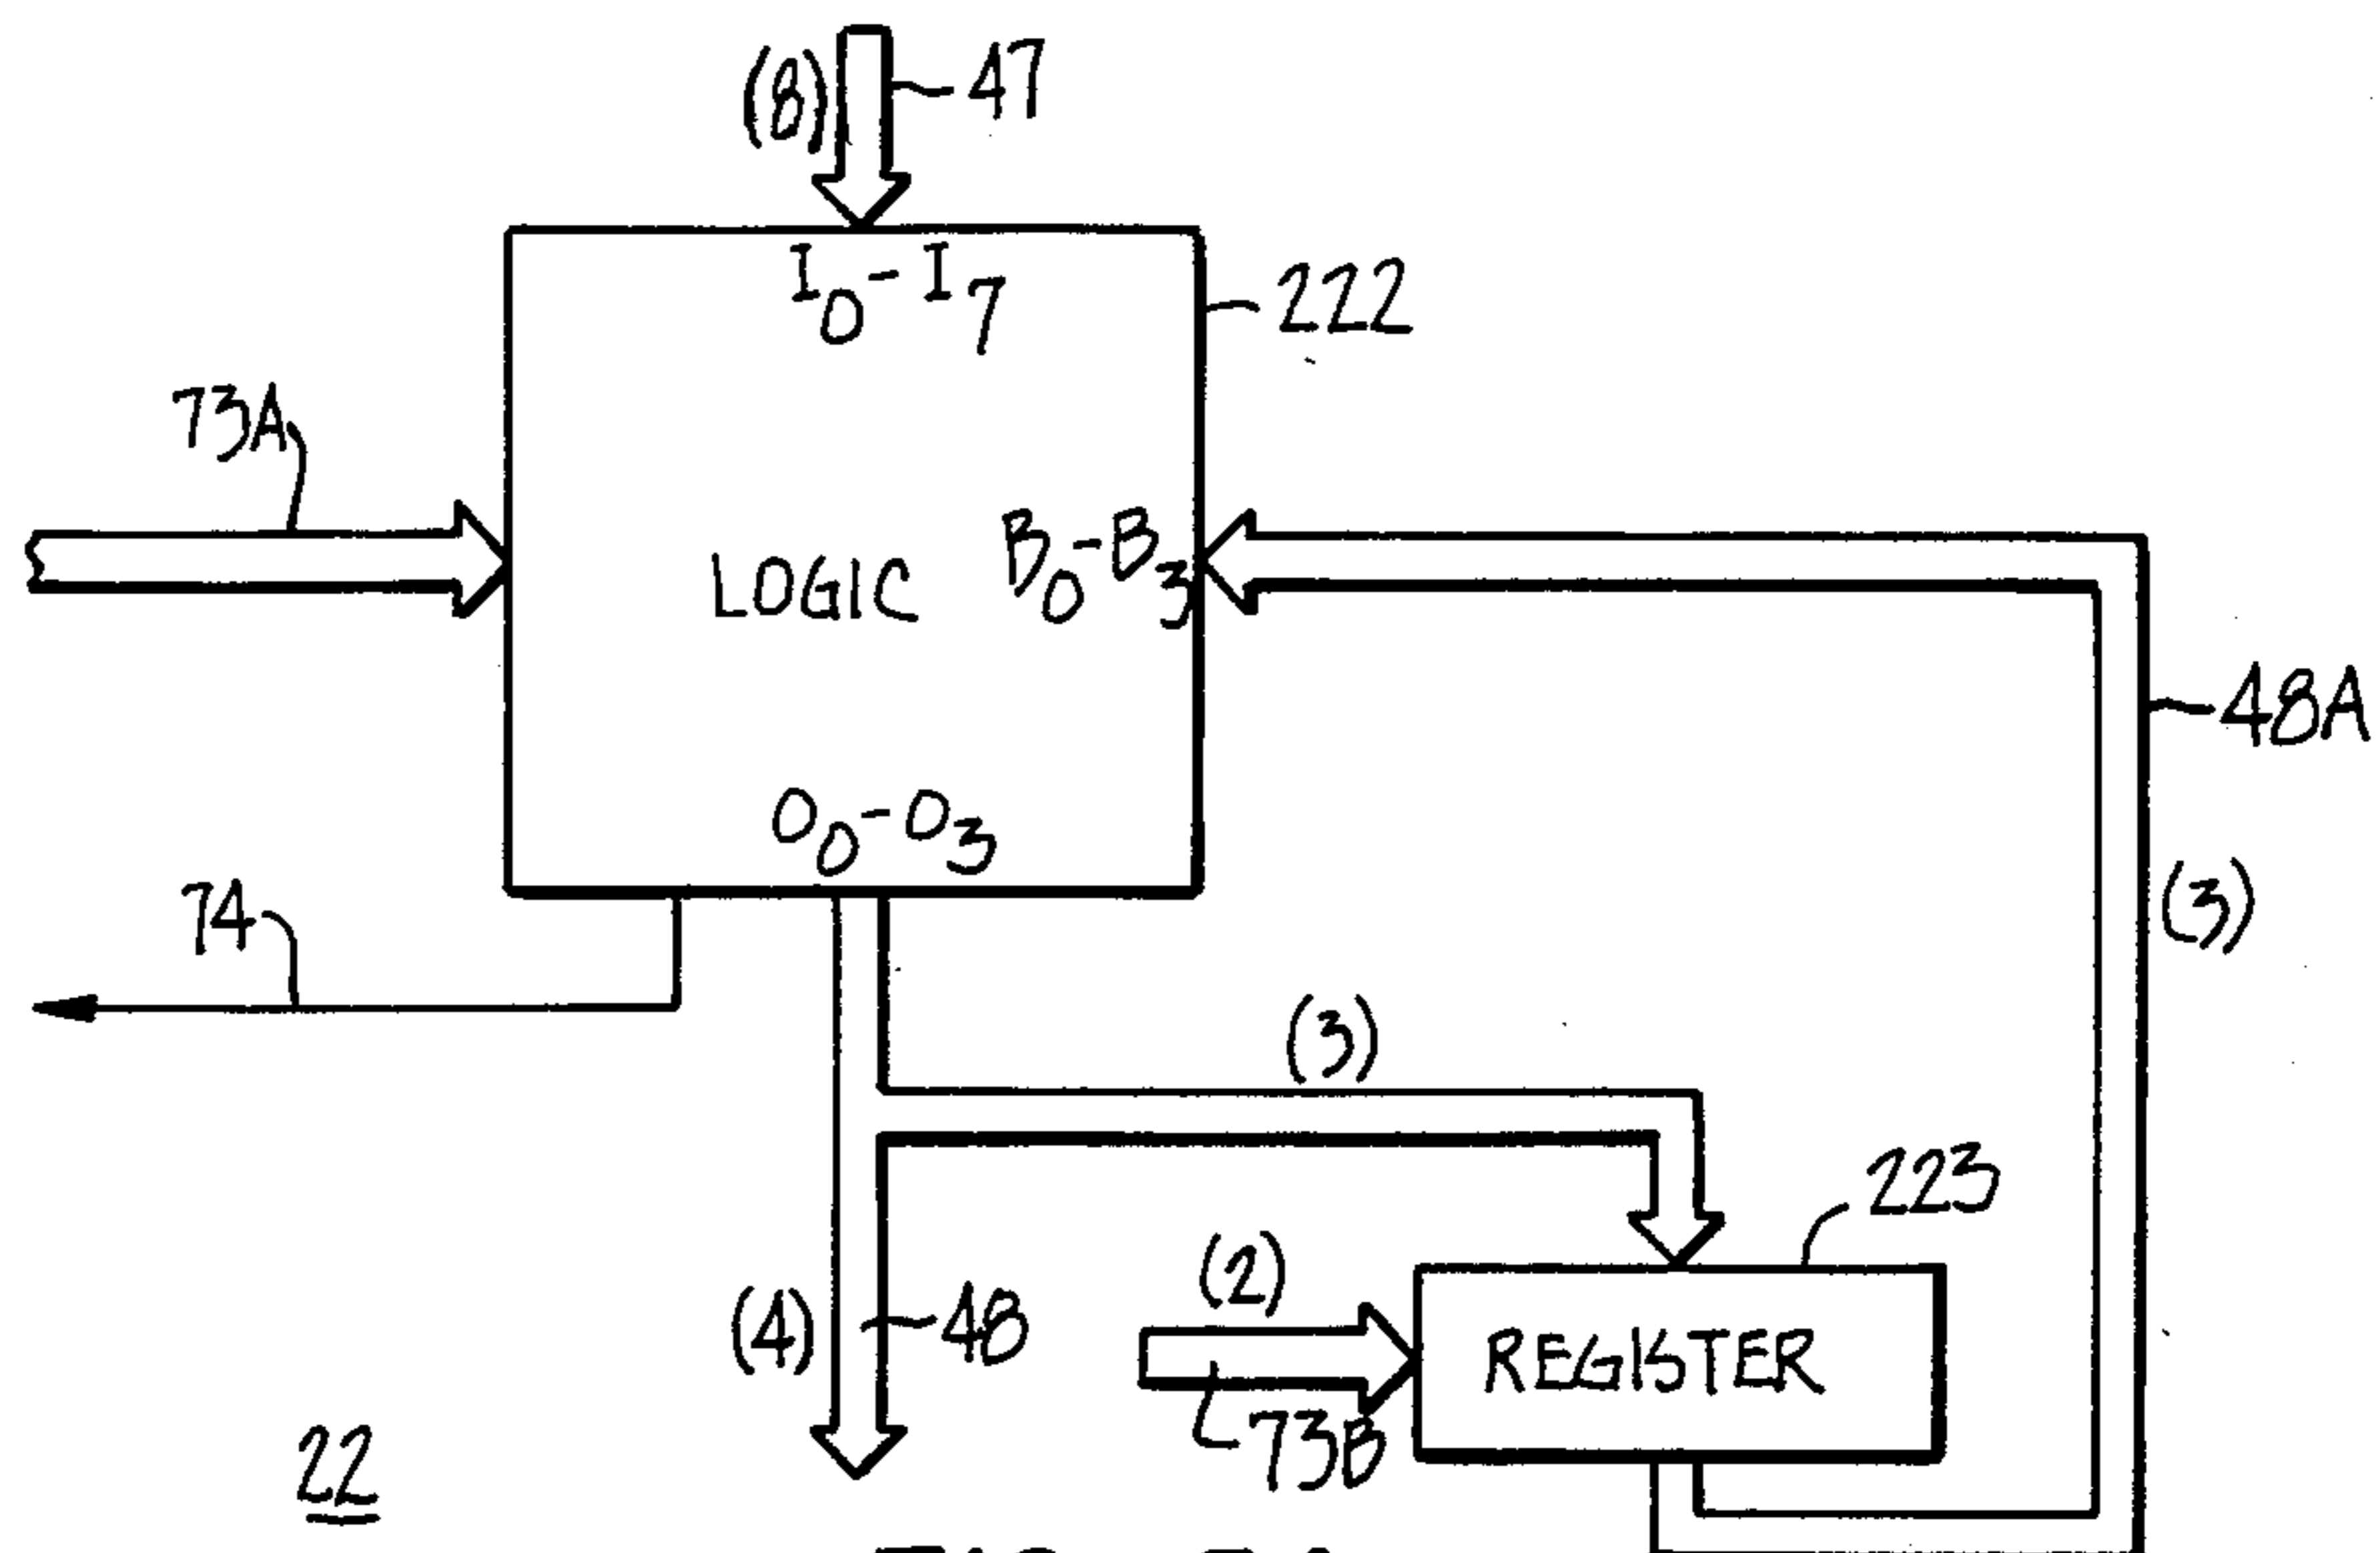 (8) 47
I0-I7
222
73A
LOGIC
B0-B3
48A
O0-O3
74
(3)
(3)
223
(2)
(4)
48
REGISTER
73B
22